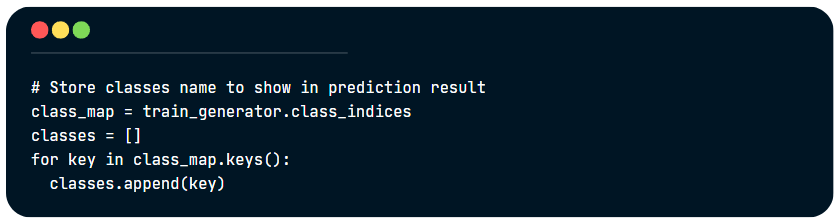 # Store classes name to show in prediction result
class_map = train_generator.class_indices
classes = []
for key in class_map.keys():
  classes.append(key)